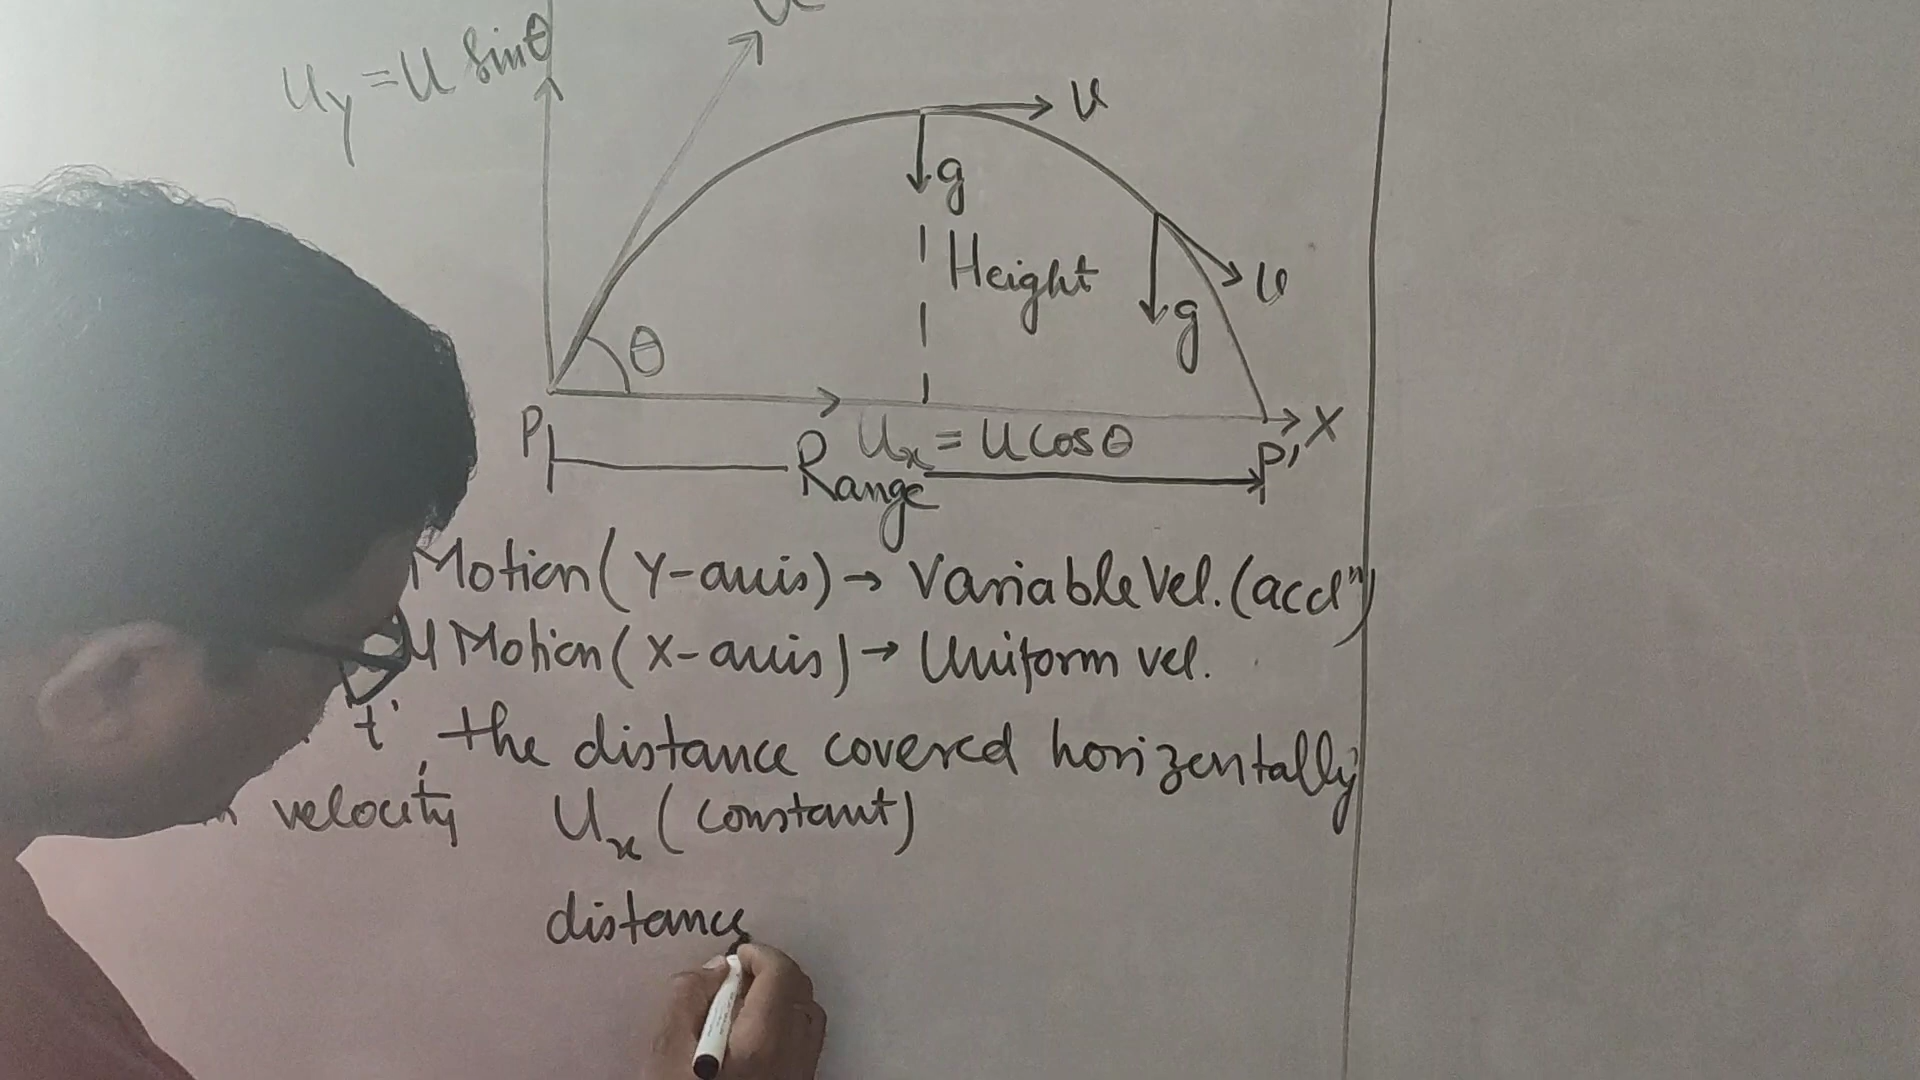 uy = u Sinθ
u
g
Height
u
g
θ
P
X
Ux = U cosθ
P'
Range
Motion (Y-axis) → Variable Vel. (acclⁿ)
Motion (X-axis) → Uniform vel.
't', the distance covered horizentally
velocity Ux (constant)
distance